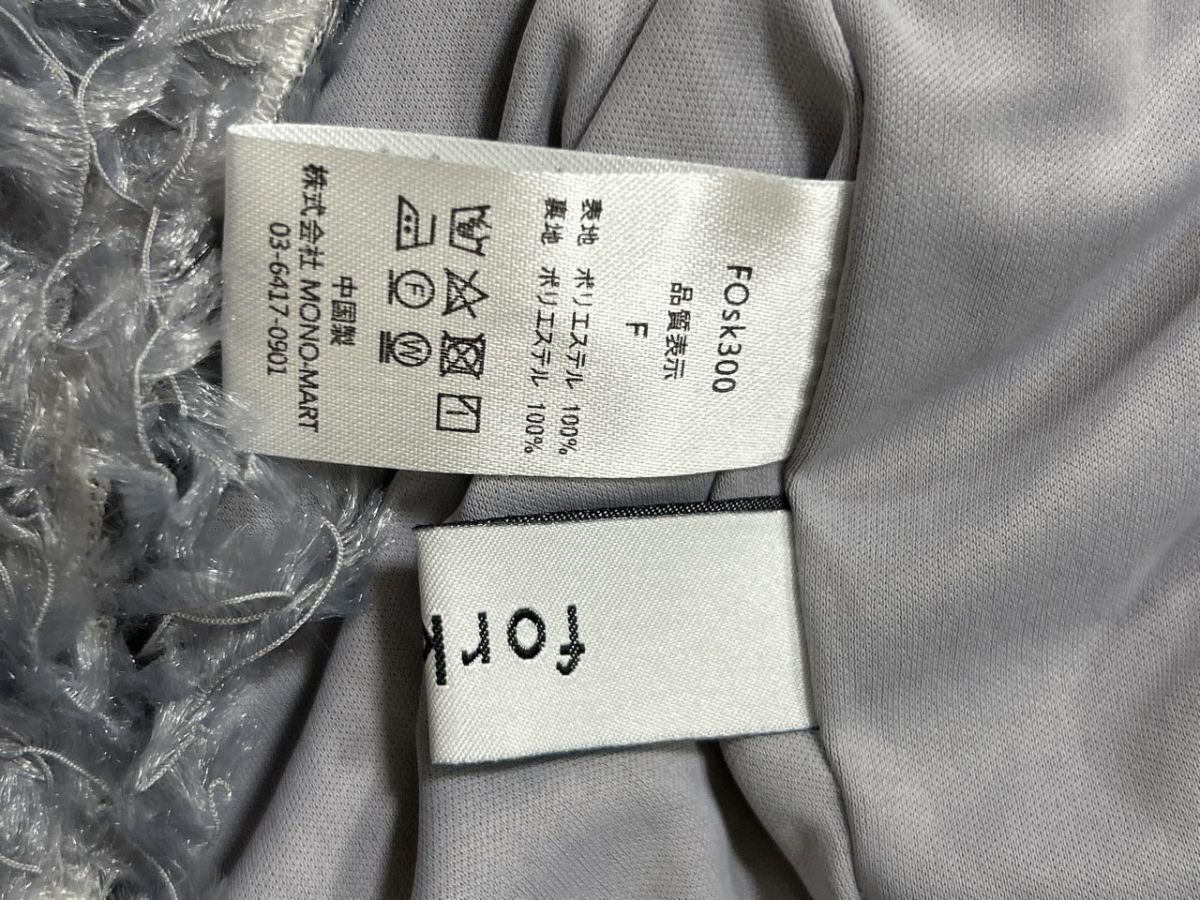 FOsk300
品質表示
F
表地 ポリエステル 100%
裏地 ポリエステル 100%
W
中国製
株式会社 MONO-MART
03-6417-0901
for